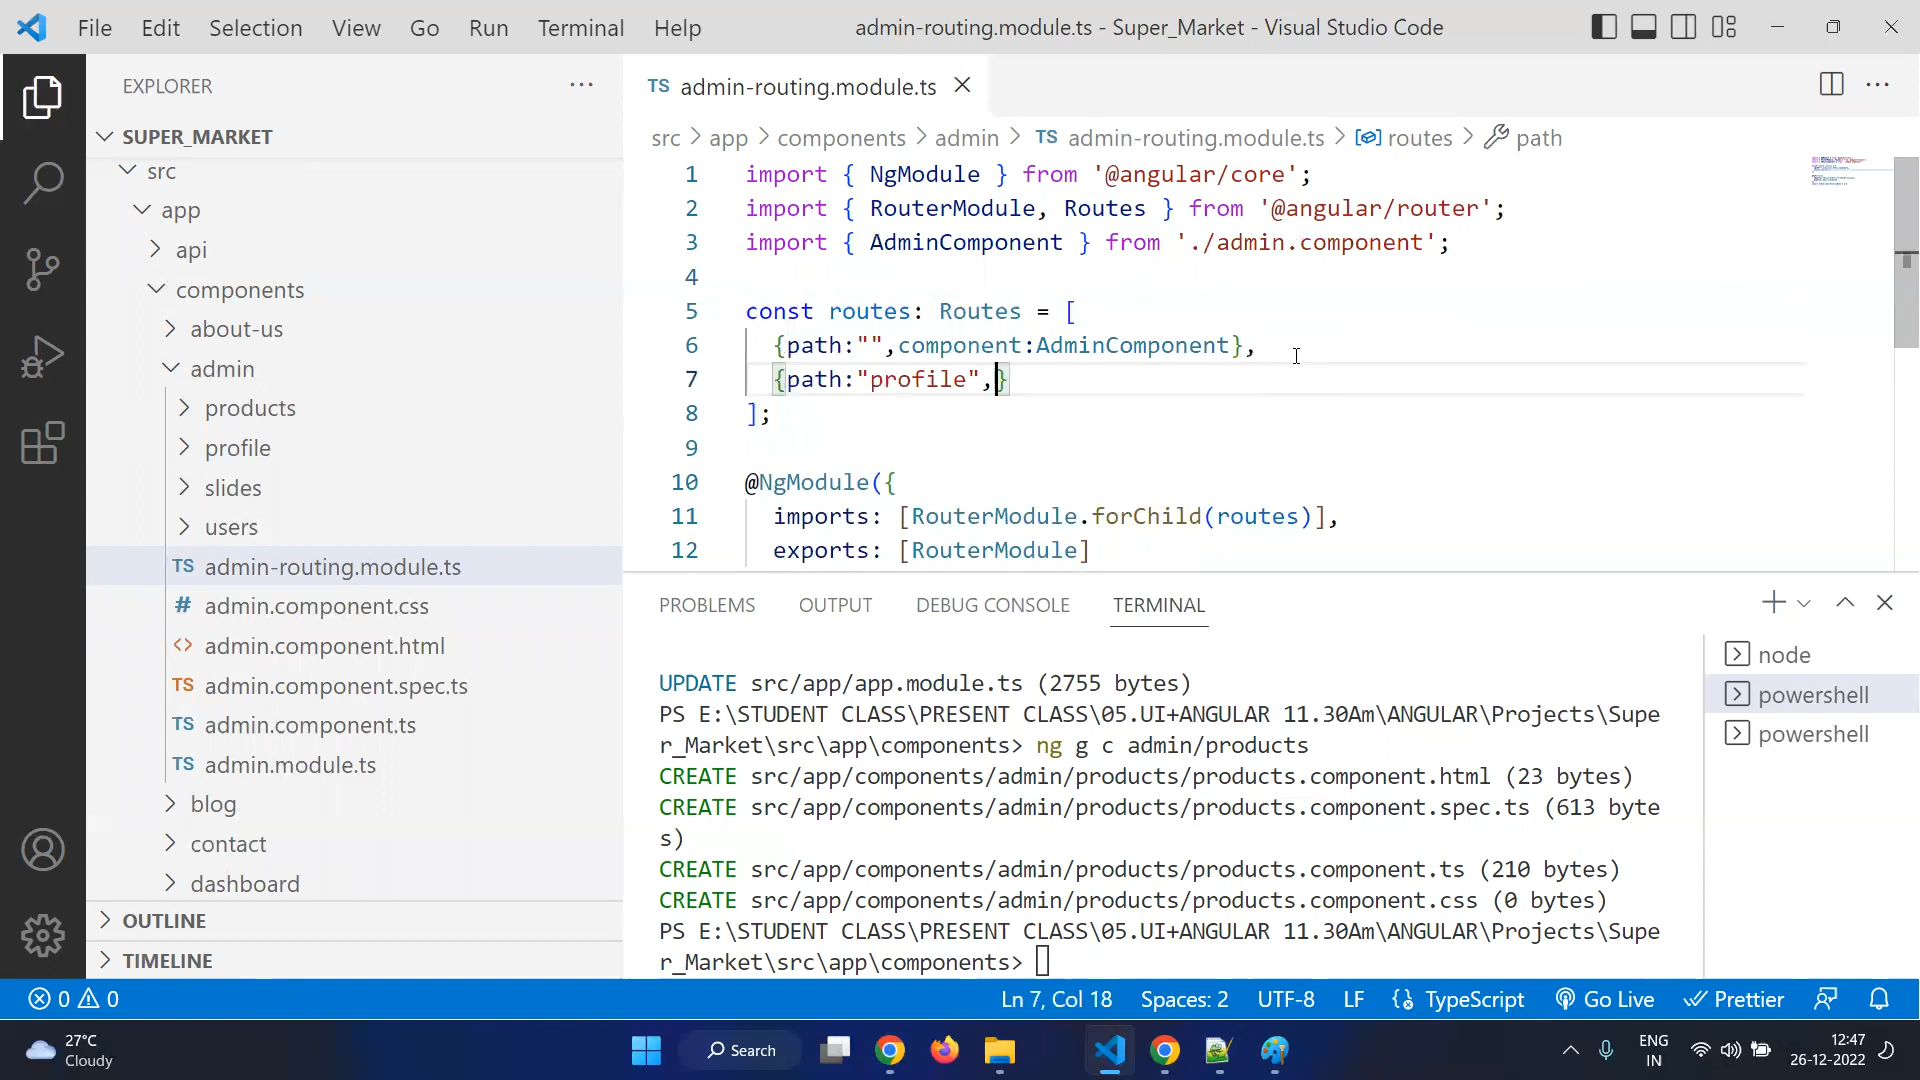 File Edit Selection View Go Run Terminal Help
admin-routing.module.ts - Super_Market - Visual Studio Code
EXPLORER
SUPER_MARKET
src
app
api
components
about-us
admin
products
profile
slides
users
TS admin-routing.module.ts
# admin.component.css
<> admin.component.html
TS admin.component.spec.ts
TS admin.component.ts
TS admin.module.ts
blog
contact
dashboard
OUTLINE
TIMELINE
TS admin-routing.module.ts
src > app > components > admin > TS admin-routing.module.ts > routes > path
1 import { NgModule } from '@angular/core';
2 import { RouterModule, Routes } from '@angular/router';
3 import { AdminComponent } from './admin.component';
4
5 const routes: Routes = [
6 {path:"",component:AdminComponent},
7 {path:"profile",}
8 ];
9
10 @NgModule({
11 imports: [RouterModule.forChild(routes)],
12 exports: [RouterModule]
PROBLEMS OUTPUT DEBUG CONSOLE TERMINAL
UPDATE src/app/app.module.ts (2755 bytes)
PS E:\STUDENT CLASS\PRESENT CLASS\05.UI+ANGULAR 11.30Am\ANGULAR\Projects\Supe
r_Market\src\app\components> ng g c admin/products
CREATE src/app/components/admin/products/products.component.html (23 bytes)
CREATE src/app/components/admin/products/products.component.spec.ts (613 byte
s)
CREATE src/app/components/admin/products/products.component.ts (210 bytes)
CREATE src/app/components/admin/products/products.component.css (0 bytes)
PS E:\STUDENT CLASS\PRESENT CLASS\05.UI+ANGULAR 11.30Am\ANGULAR\Projects\Supe
r_Market\src\app\components>
node
powershell
powershell
0 0 Ln 7, Col 18 Spaces: 2 UTF-8 LF TypeScript Go Live Prettier
27°C
Cloudy
Search
ENG
IN
12:47
26-12-2022